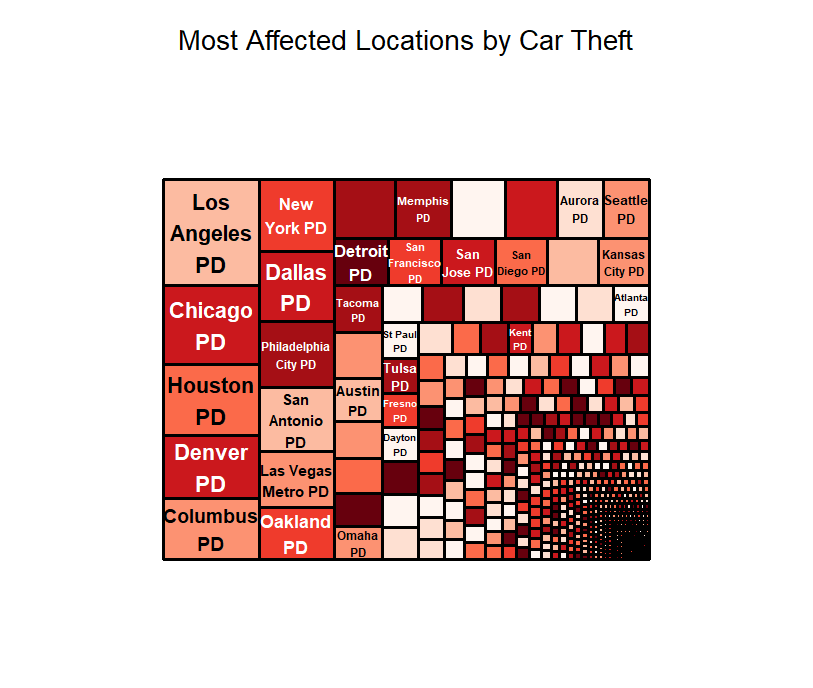 Most Affected Locations by Car Theft
Los
Angeles
PD
Chicago
PD
Houston
PD
Denver
PD
Columbus
PD
New
York PD
Dallas
PD
Philadelphia
City PD
San
Antonio
PD
Las Vegas
Metro PD
Oakland
PD
Memphis
PD
Aurora
PD
Seattle
PD
Detroit
PD
San
Francisco
PD
San
Jose PD
San
Diego PD
Kansas
City PD
Tacoma
PD
Austin
PD
Omaha
PD
Atlanta
PD
St Paul
PD
Kent
PD
Tulsa
PD
Fresno
PD
Dayton
PD